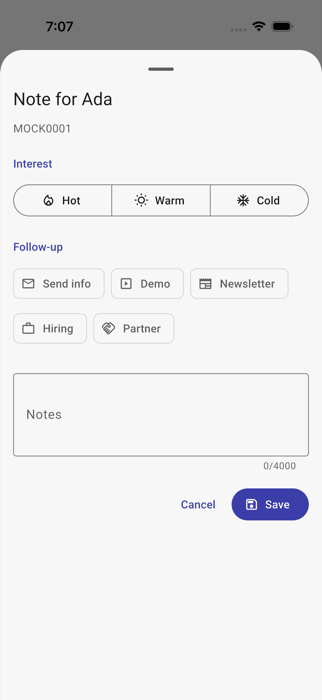 7:07
Note for Ada
MOCK0001
Interest
Hot Warm Cold
Follow-up
Send info Demo Newsletter
Hiring Partner
Notes
0/4000
Cancel Save